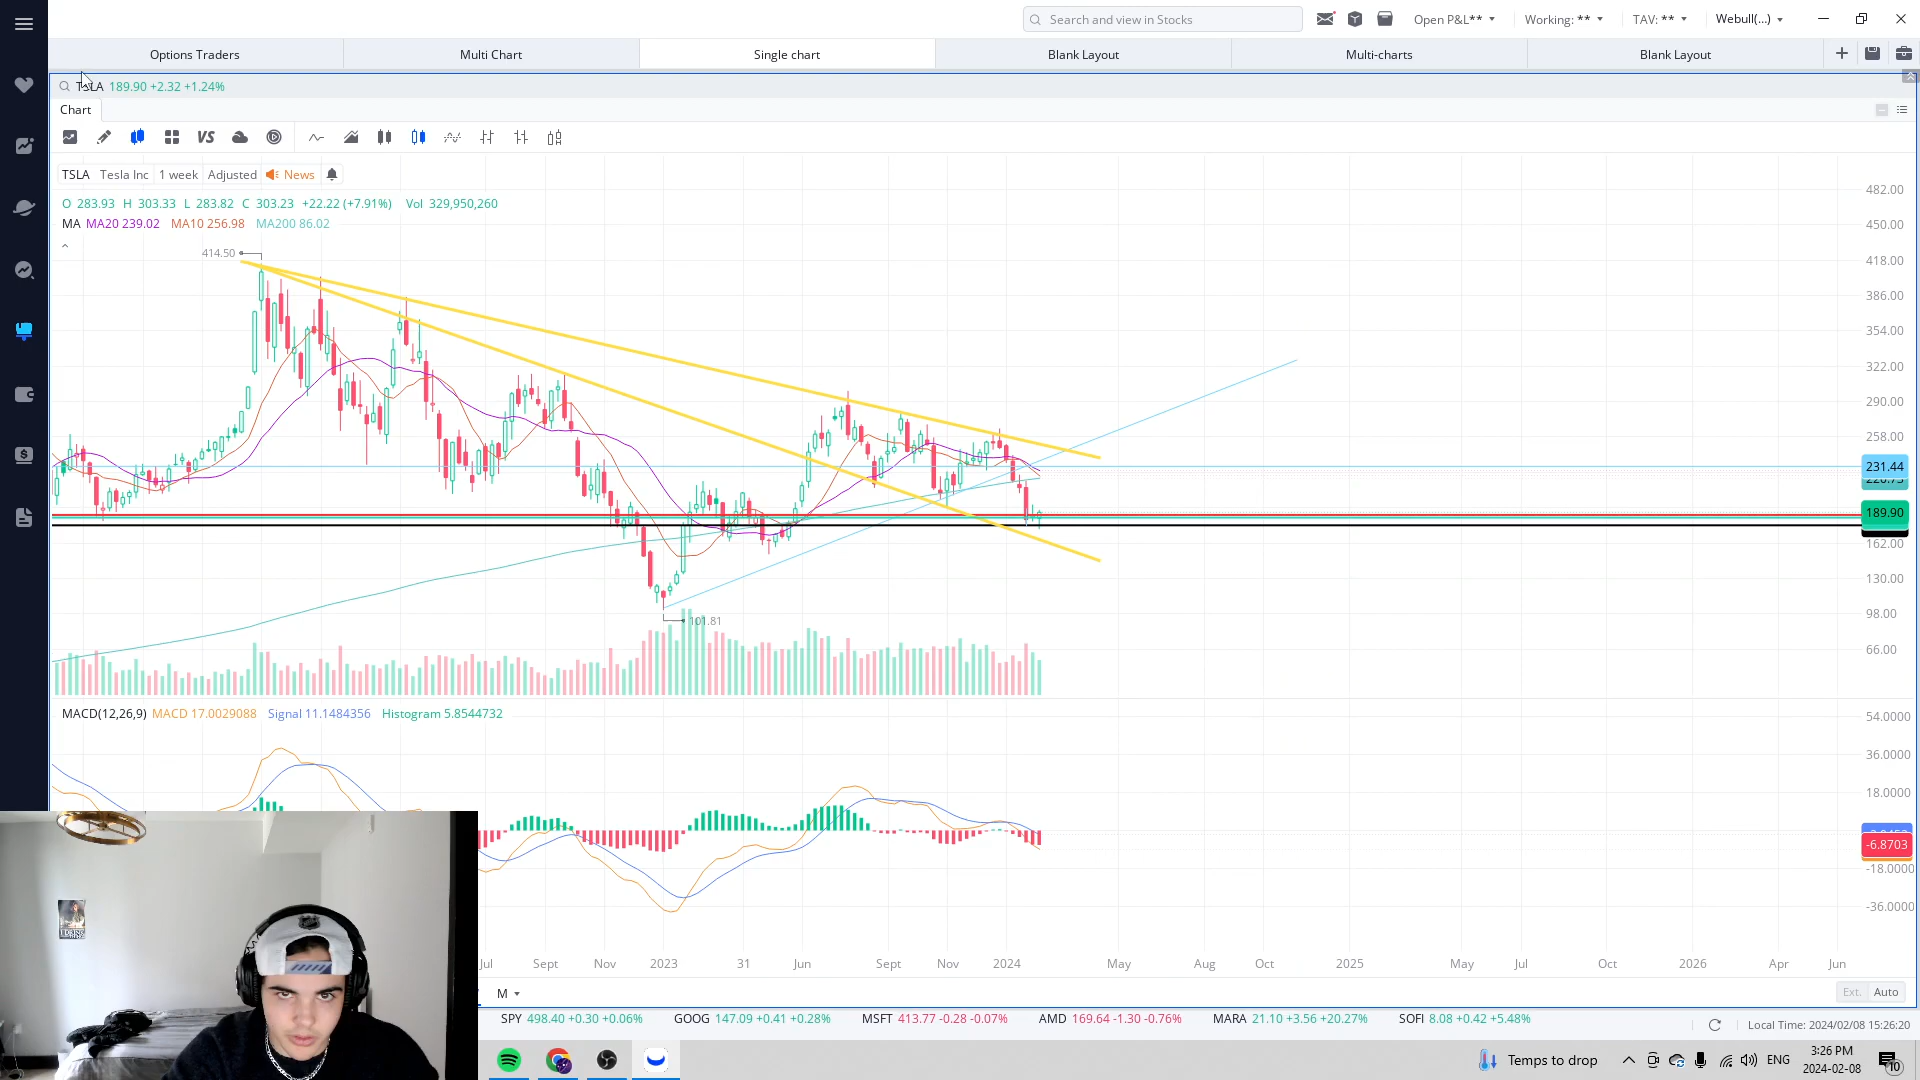 Search and view in Stocks
Open P&L**
Working: **
TAV: **
Webull(...)
Options Traders
Multi Chart
Single chart
Blank Layout
Multi-charts
Blank Layout
TSLA 189.90 +2.32 +1.24%
Chart
VS
TSLA Tesla Inc 1 week Adjusted News
O 283.93 H 303.33 L 283.82 C 303.23 +22.22 (+7.91%) Vol 329,950,260
MA MA20 239.02 MA10 256.98 MA200 86.02
414.50
101.81
482.00
450.00
418.00
386.00
354.00
322.00
290.00
258.00
231.44
189.90
162.00
130.00
98.00
66.00
MACD(12,26,9) MACD 17.0029088 Signal 11.1484356 Histogram 5.8544732
54.0000
36.0000
18.0000
-6.8703
-18.0000
-36.0000
Jul Sept Nov 2023 31 Jun Sept Nov 2024 May Aug Oct 2025 May Jul Oct 2026 Apr Jun
M
Ext. Auto
SPY 498.40 +0.30 +0.06% GOOG 147.09 +0.41 +0.28% MSFT 413.77 -0.28 -0.07% AMD 169.64 -1.30 -0.76% MARA 21.10 +3.56 +20.27% SOFI 8.08 +0.42 +5.48%
Local Time: 2024/02/08 15:26:20
Temps to drop
ENG
3:26 PM
2024-02-08
10